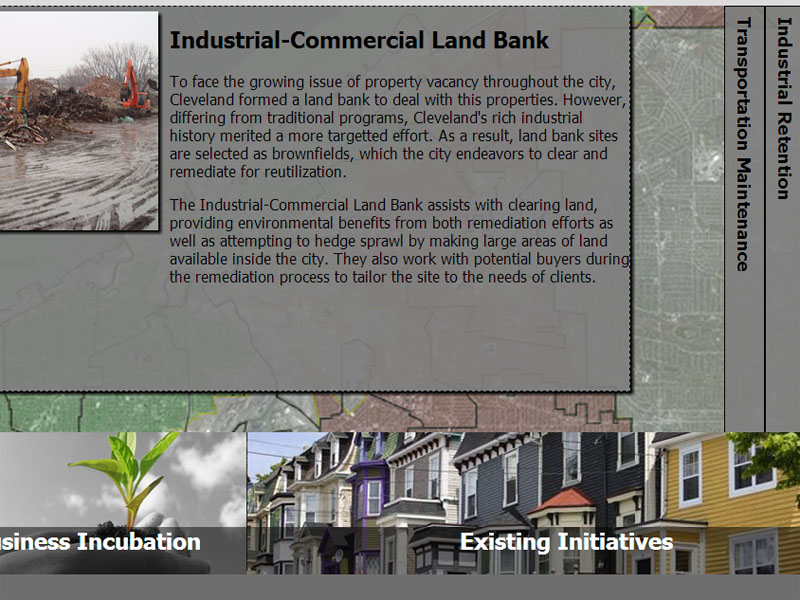 Industrial-Commercial Land Bank
To face the growing issue of property vacancy throughout the city,
Cleveland formed a land bank to deal with this properties. However,
differing from traditional programs, Cleveland's rich industrial
history merited a more targetted effort. As a result, land bank sites
are selected as brownfields, which the city endeavors to clear and
remediate for reutilization.
The Industrial-Commercial Land Bank assists with clearing land,
providing environmental benefits from both remediation efforts as
well as attempting to hedge sprawl by making large areas of land
available inside the city. They also work with potential buyers during
the remediation process to tailor the site to the needs of clients.
Transportation Maintenance
Industrial Retention
siness Incubation
Existing Initiatives